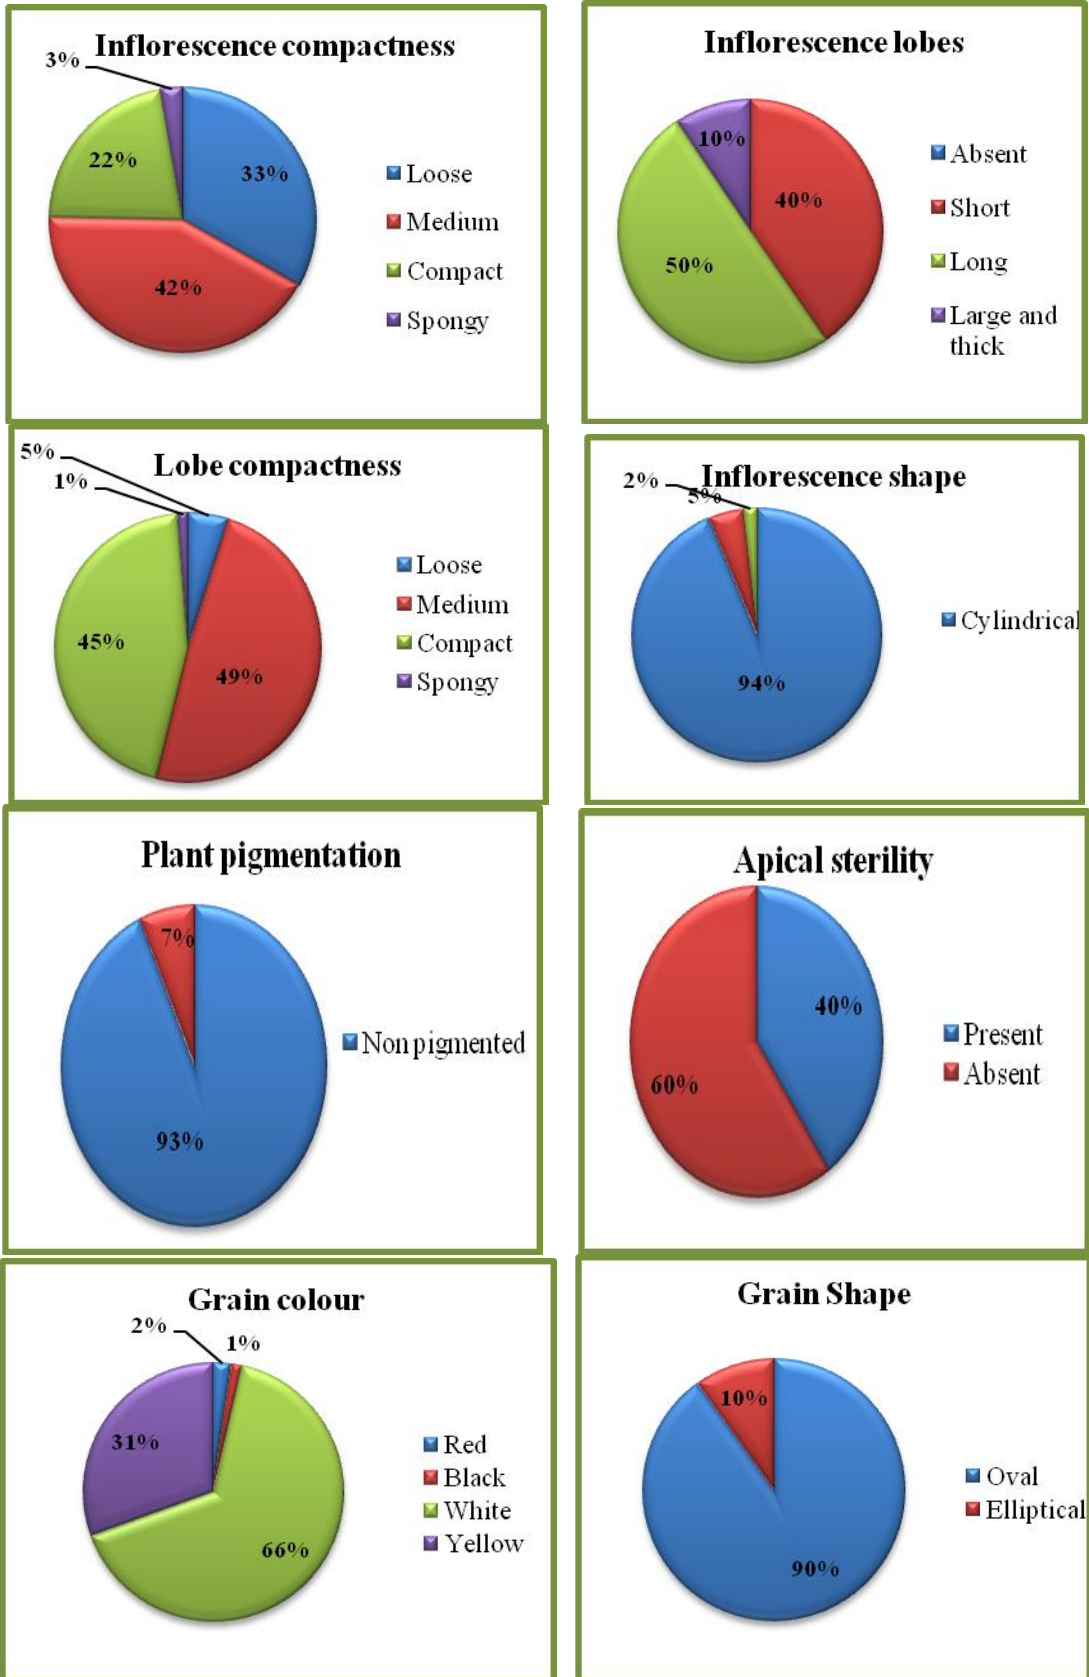 Inflorescence compactness
3%
22%
33%
42%
Loose
Medium
Compact
Spongy
Inflorescence lobes
10%
40%
50%
Absent
Short
Long
Large and
thick
Lobe compactness
5%
1%
45%
49%
Loose
Medium
Compact
Spongy
Inflorescence shape
2%
5%
94%
Cylindrical
Plant pigmentation
7%
93%
Non pigmented
Apical sterility
40%
60%
Present
Absent
Grain colour
2%
1%
31%
66%
Red
Black
White
Yellow
Grain Shape
10%
90%
Oval
Elliptical